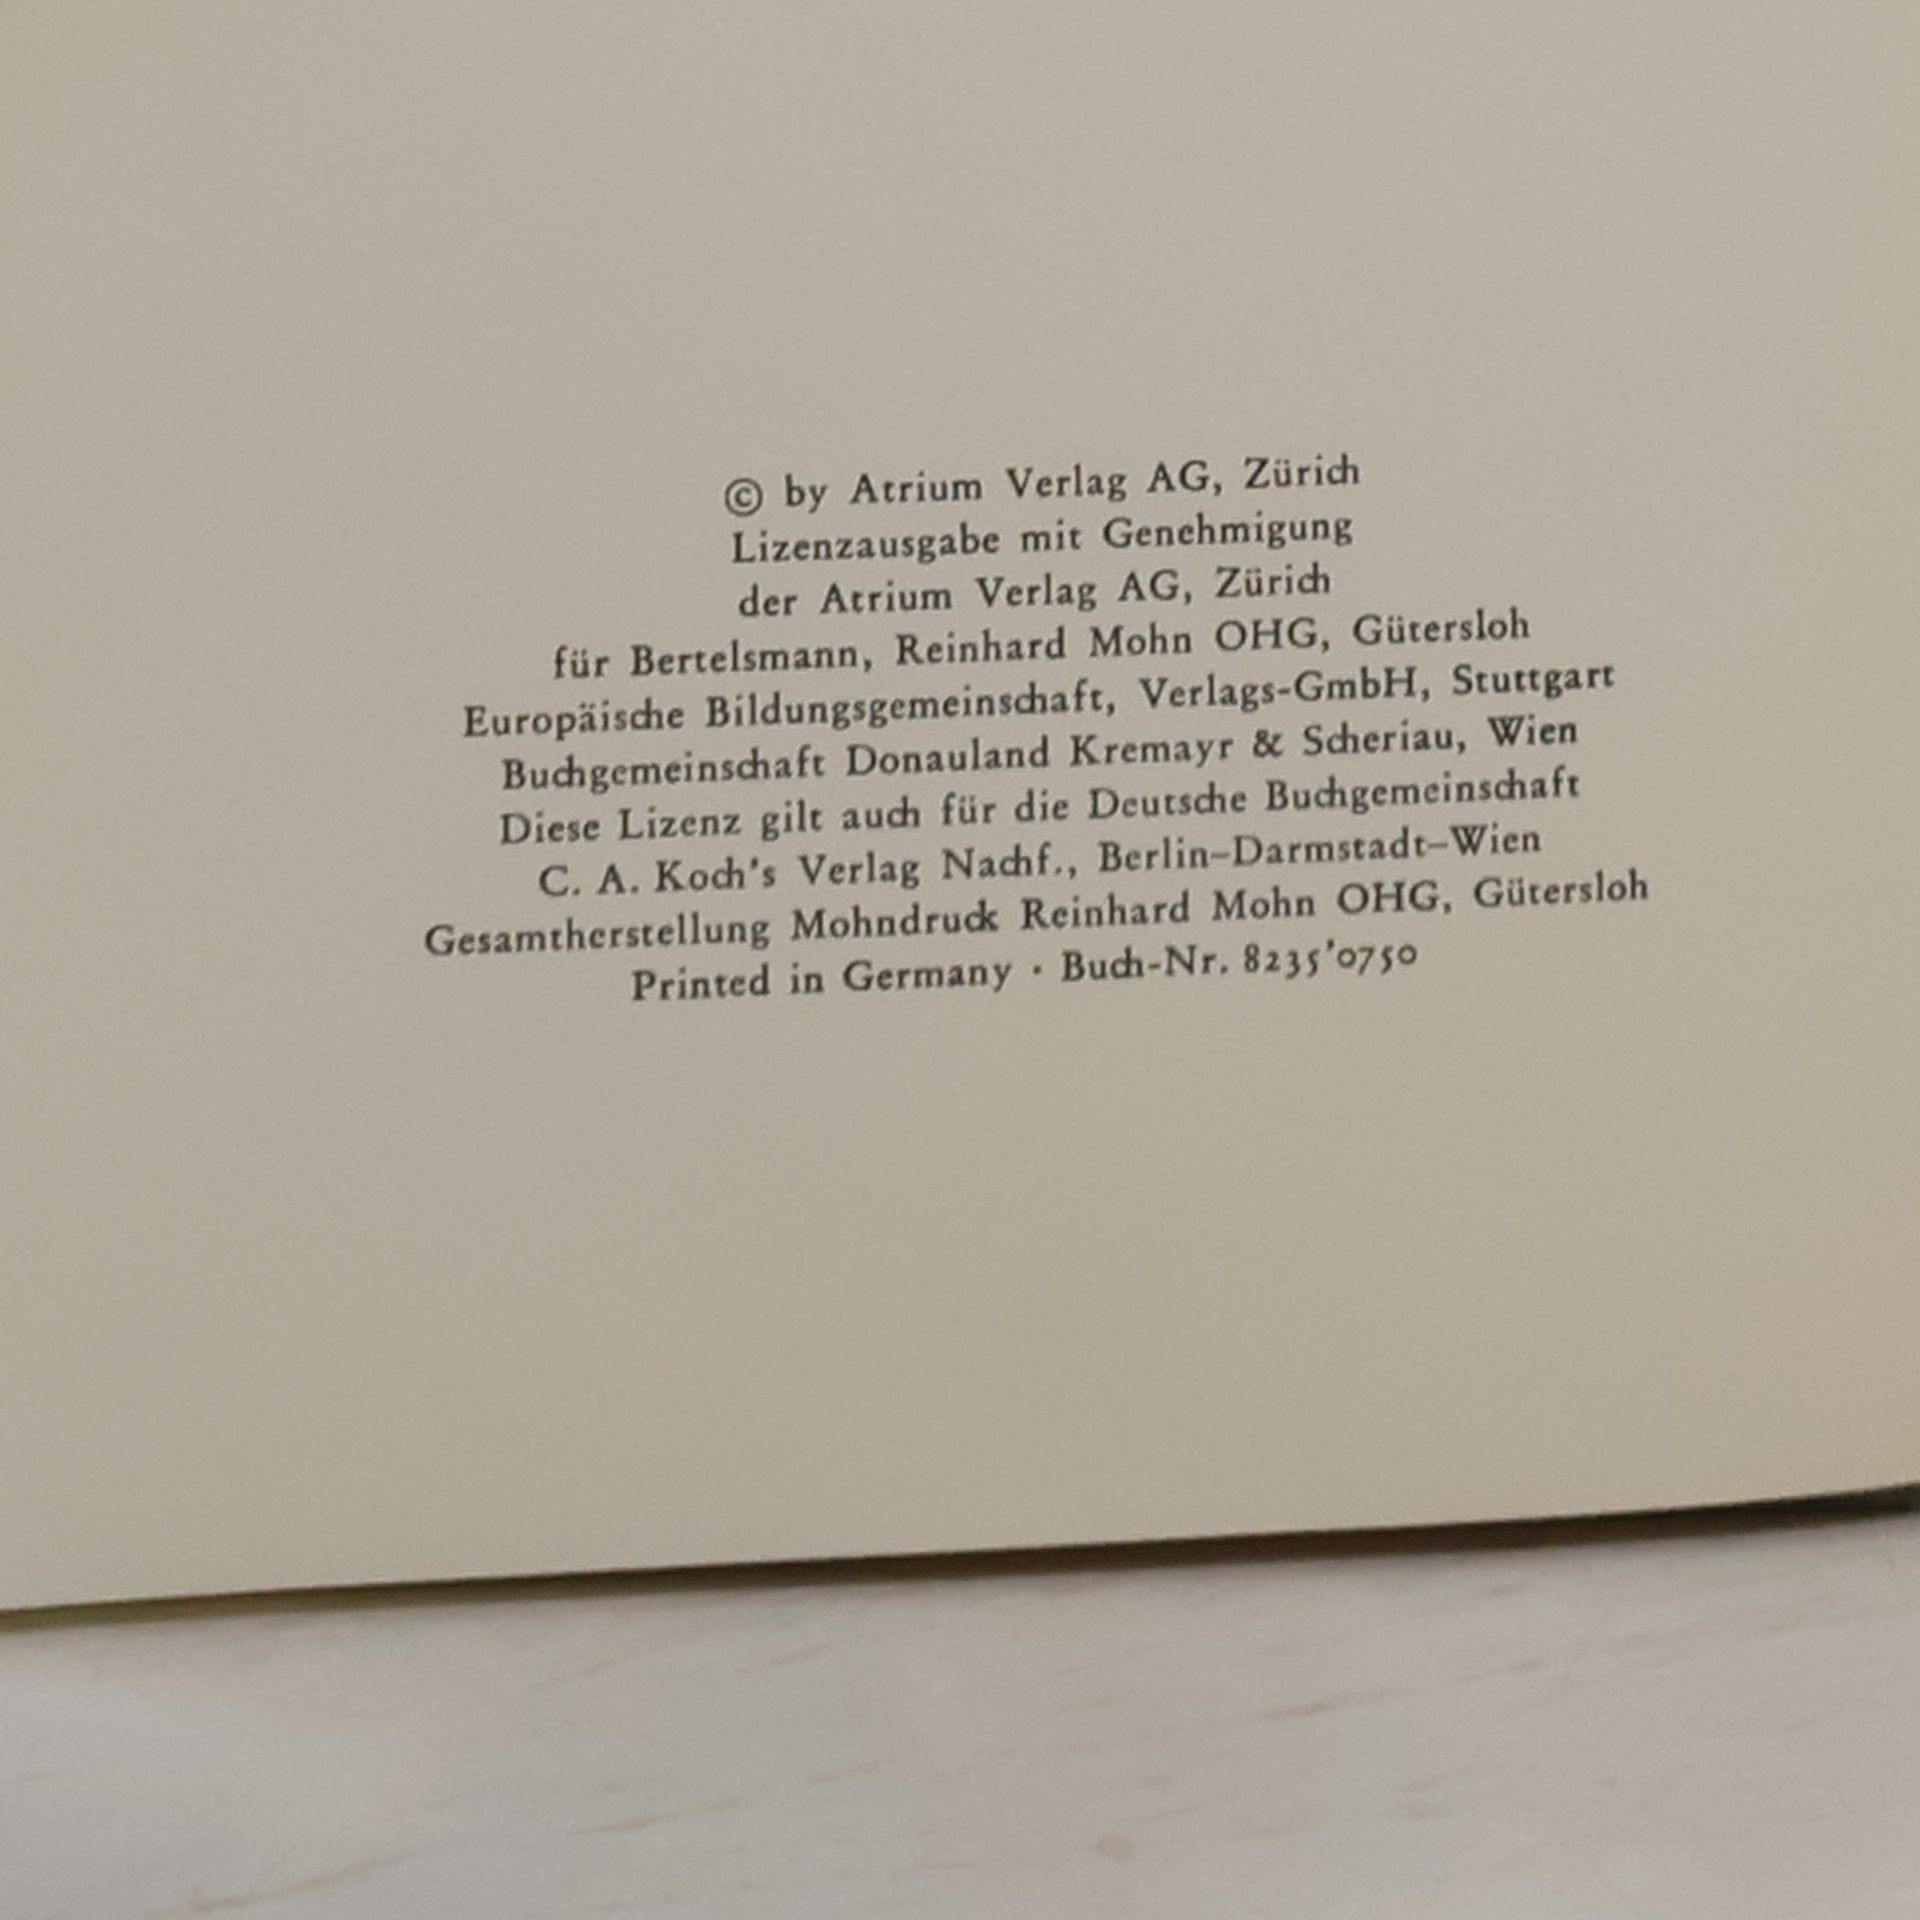 © by Atrium Verlag AG, Zürich
Lizenzausgabe mit Genehmigung
der Atrium Verlag AG, Zürich
für Bertelsmann, Reinhard Mohn OHG, Gütersloh
Europäische Bildungsgemeinschaft, Verlags-GmbH, Stuttgart
Buchgemeinschaft Donauland Kremayr & Scheriau, Wien
Diese Lizenz gilt auch für die Deutsche Buchgemeinschaft
C. A. Koch's Verlag Nachf., Berlin–Darmstadt–Wien
Gesamtherstellung Mohndruck Reinhard Mohn OHG, Gütersloh
Printed in Germany · Buch-Nr. 8235'0750